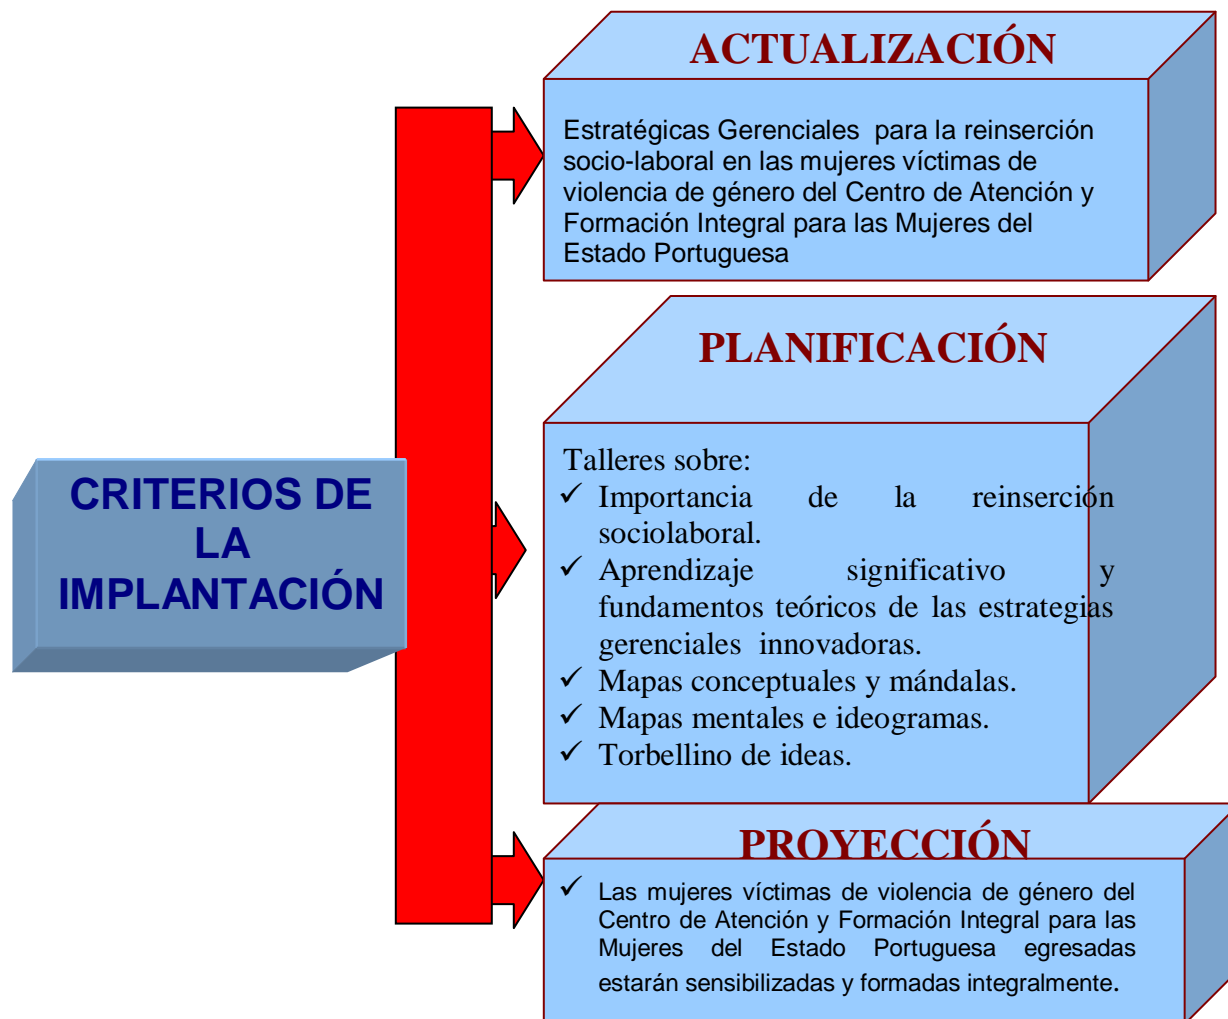 ACTUALIZACIÓN
Estratégicas Gerenciales para la reinserción
socio-laboral en las mujeres víctimas de
violencia de género del Centro de Atención y
Formación Integral para las Mujeres del
Estado Portuguesa
PLANIFICACIÓN
Talleres sobre:
✓ Importancia de la reinserción
sociolaboral.
✓ Aprendizaje significativo y
fundamentos teóricos de las estrategias
gerenciales innovadoras.
✓ Mapas conceptuales y mándalas.
✓ Mapas mentales e ideogramas.
✓ Torbellino de ideas.
CRITERIOS DE
LA
IMPLANTACIÓN
PROYECCIÓN
✓ Las mujeres víctimas de violencia de género del
Centro de Atención y Formación Integral para las
Mujeres del Estado Portuguesa egresadas
estarán sensibilizadas y formadas integralmente.